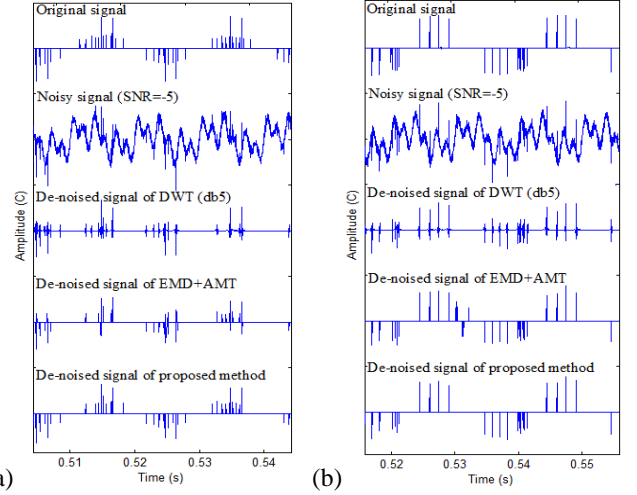 Original signal
Noisy signal (SNR=-5)
De-noised signal of DWT (db5)
De-noised signal of EMD+AMT
De-noised signal of proposed method
Amplitude (C)
0.51 0.52 0.53 0.54
Time (s)
a)
Original signal
Noisy signal (SNR=-5)
De-noised signal of DWT (db5)
De-noised signal of EMD+AMT
De-noised signal of proposed method
Amplitude (C)
0.52 0.53 0.54 0.55
Time (s)
(b)